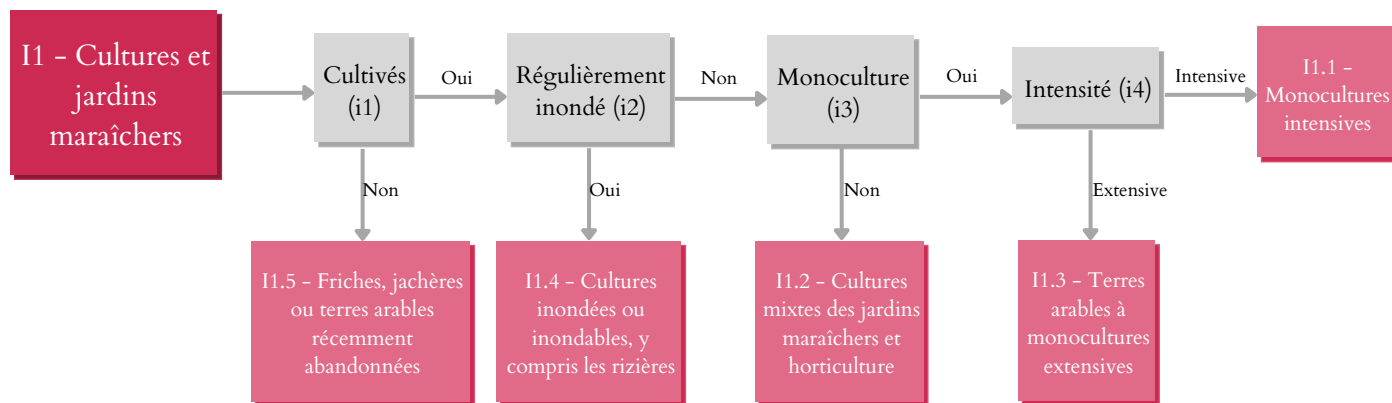 I1 - Cultures et
jardins
maraîchers
Cultivés
(i1)
Oui
Régulièrement
inondé (i2)
Non
Monoculture
(i3)
Oui
Intensité (i4)
Intensive
I1.1 -
Monocultures
intensives
Non
Oui
Non
Extensive
I1.5 - Friches, jachères
ou terres arables
récemment
abandonnées
I1.4 - Cultures
inondées ou
inondables, y
compris les rizières
I1.2 - Cultures
mixtes des jardins
maraîchers et
horticulture
I1.3 - Terres
arables à
monocultures
extensives